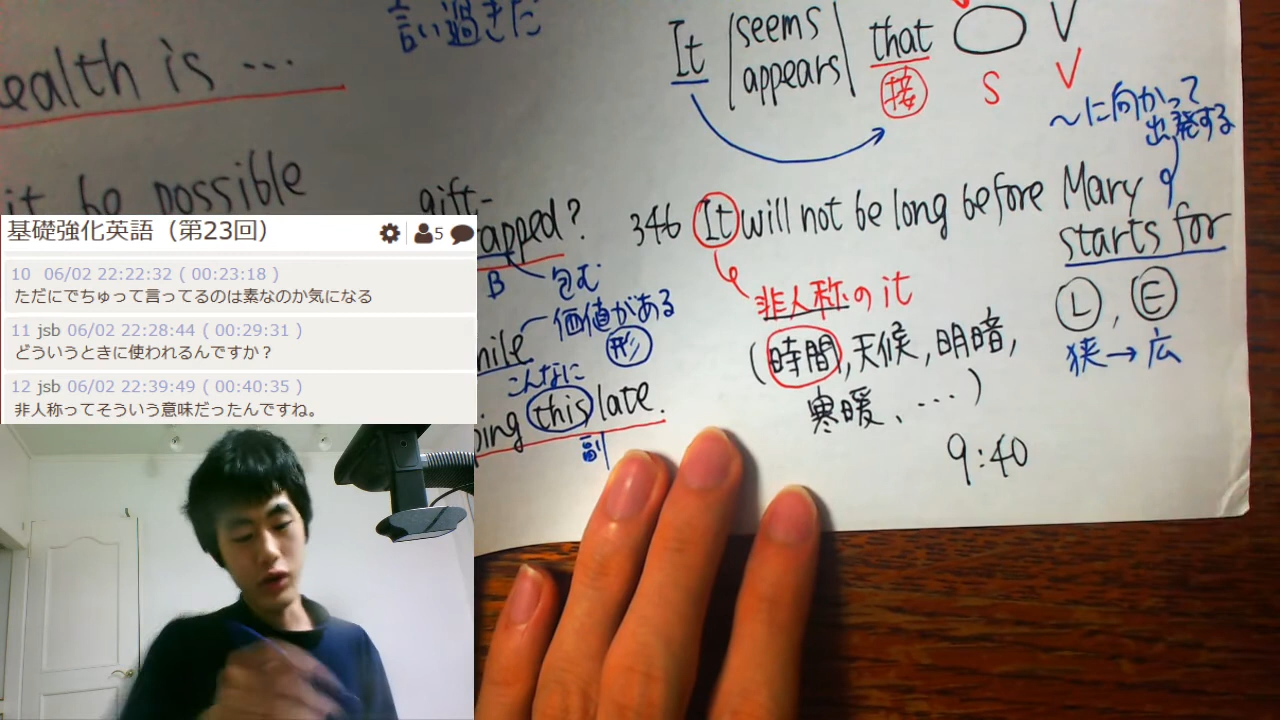 言い過ぎた
ealth is ...
it be possible
gift-
apped?
B
包む
価値がある
形
mile
こんなに
ping this late.
副
It seems that ○ V
appears
接 S V
〜に向かって
出発する
346 It will not be long before Mary
starts for
L, E
狭→広
非人称のit
(時間,天候,明暗,
寒暖、…)
9:40
基礎強化英語（第23回）
5
10 06/02 22:22:32 ( 00:23:18 )
ただにでちゅって言ってるのは素なのか気になる
11 jsb 06/02 22:28:44 ( 00:29:31 )
どういうときに使われるんですか？
12 jsb 06/02 22:39:49 ( 00:40:35 )
非人称ってそういう意味だったんですね。